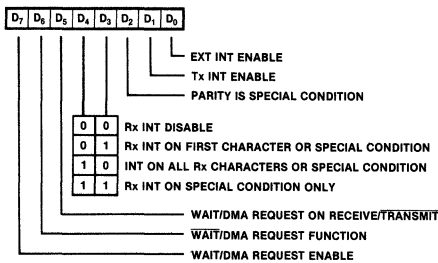 D7 D6 D5 D4 D3 D2 D1 D0
EXT INT ENABLE
Tx INT ENABLE
PARITY IS SPECIAL CONDITION
0 0 Rx INT DISABLE
0 1 Rx INT ON FIRST CHARACTER OR SPECIAL CONDITION
1 0 INT ON ALL Rx CHARACTERS OR SPECIAL CONDITION
1 1 Rx INT ON SPECIAL CONDITION ONLY
WAIT/DMA REQUEST ON RECEIVE/TRANSMIT
WAIT/DMA REQUEST FUNCTION
WAIT/DMA REQUEST ENABLE